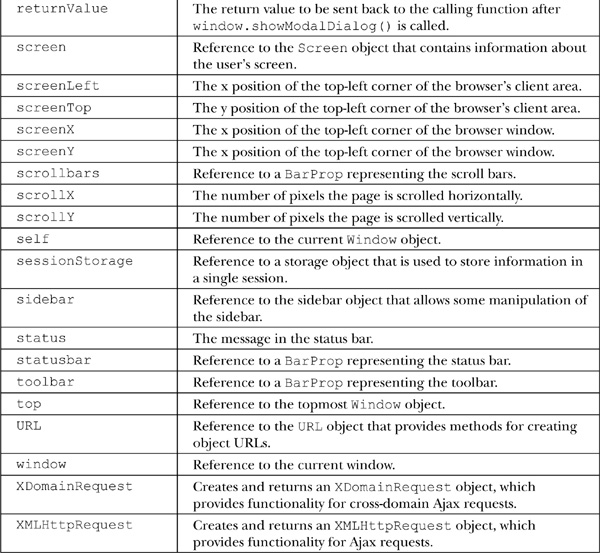 returnValue The return value to be sent back to the calling function after
window.showModalDialog() is called.
screen Reference to the Screen object that contains information about
the user's screen.
screenLeft The x position of the top-left corner of the browser's client area.
screenTop The y position of the top-left corner of the browser's client area.
screenX The x position of the top-left corner of the browser window.
screenY The x position of the top-left corner of the browser window.
scrollbars Reference to a BarProp representing the scroll bars.
scrollX The number of pixels the page is scrolled horizontally.
scrollY The number of pixels the page is scrolled vertically.
self Reference to the current Window object.
sessionStorage Reference to a storage object that is used to store information in
a single session.
sidebar Reference to the sidebar object that allows some manipulation of
the sidebar.
status The message in the status bar.
statusbar Reference to a BarProp representing the status bar.
toolbar Reference to a BarProp representing the toolbar.
top Reference to the topmost Window object.
URL Reference to the URL object that provides methods for creating
object URLs.
window Reference to the current window.
XDomainRequest Creates and returns an XDomainRequest object, which
provides functionality for cross-domain Ajax requests.
XMLHttpRequest Creates and returns an XMLHttpRequest object, which
provides functionality for Ajax requests.